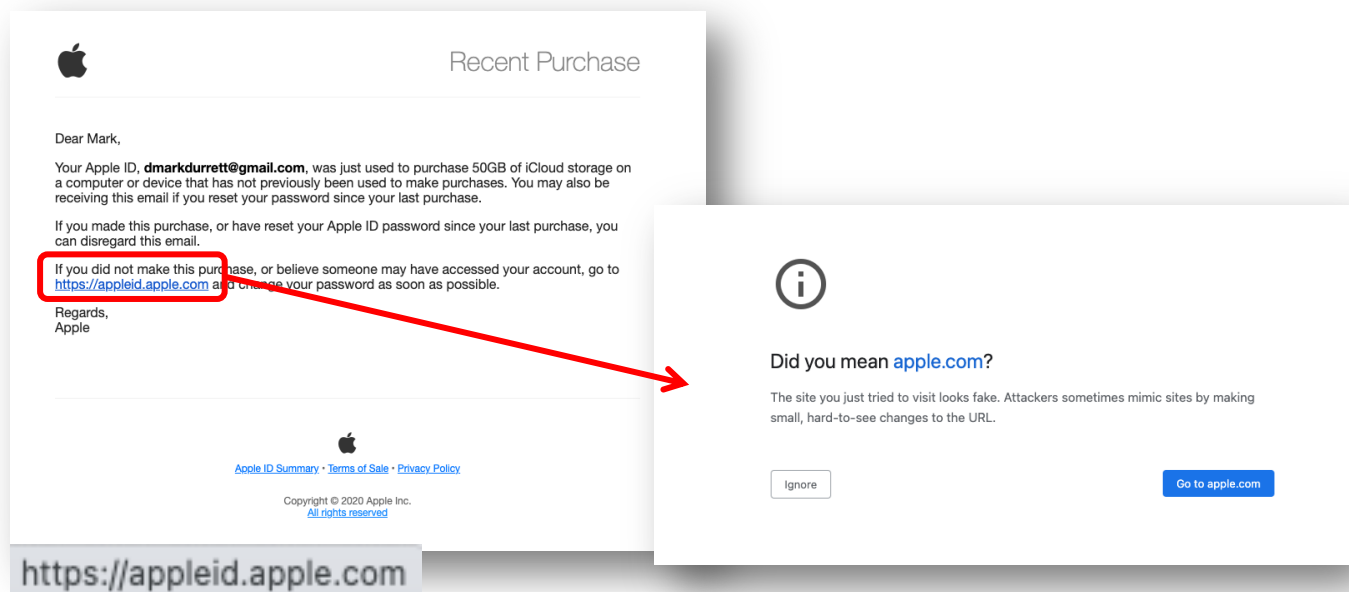 Recent Purchase
Dear Mark,
Your Apple ID, dmarkdurrett@gmail.com, was just used to purchase 50GB of iCloud storage on
a computer or device that has not previously been used to make purchases. You may also be
receiving this email if you reset your password since your last purchase.
If you made this purchase, or have reset your Apple ID password since your last purchase, you
can disregard this email.
If you did not make this purchase, or believe someone may have accessed your account, go to
https://appleid.apple.com and change your password as soon as possible.
Regards,
Apple
Apple ID Summary • Terms of Sale • Privacy Policy
Copyright © 2020 Apple Inc.
All rights reserved
https://appleid.apple.com
Did you mean apple.com?
The site you just tried to visit looks fake. Attackers sometimes mimic sites by making
small, hard-to-see changes to the URL.
Ignore
Go to apple.com